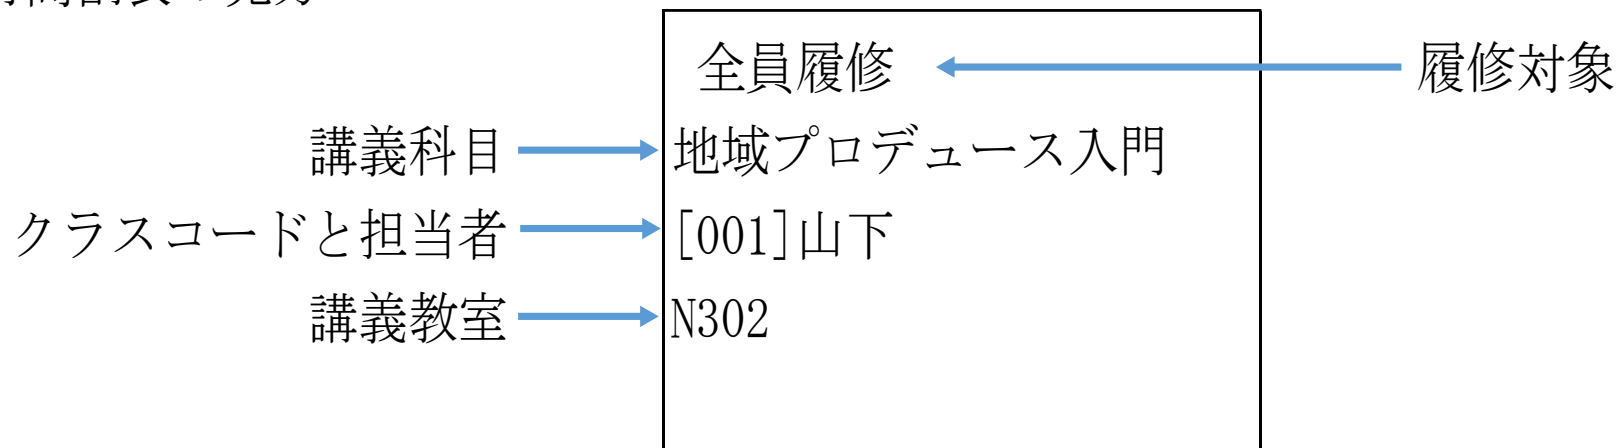 全員履修 履修対象
講義科目 地域プロデュース入門
クラスコードと担当者 [001]山下
講義教室 N302